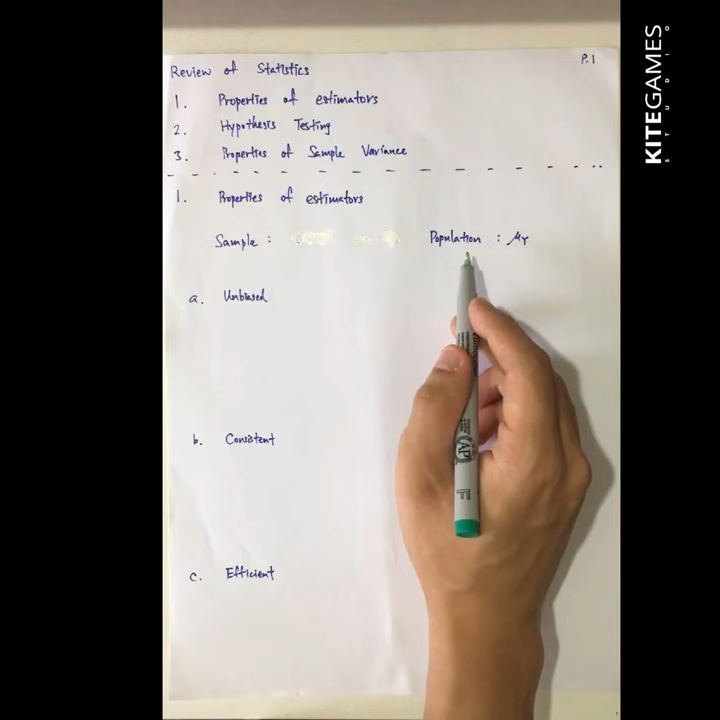 Review of Statistics
P.1
1. Properties of estimators
2. Hypothesis Testing
3. Properties of Sample Variance
1. Properties of estimators
Sample :
Population : μY
a. Unbiased
b. Consistent
c. Efficient
AP
F
KITEGAMES
STUDIO